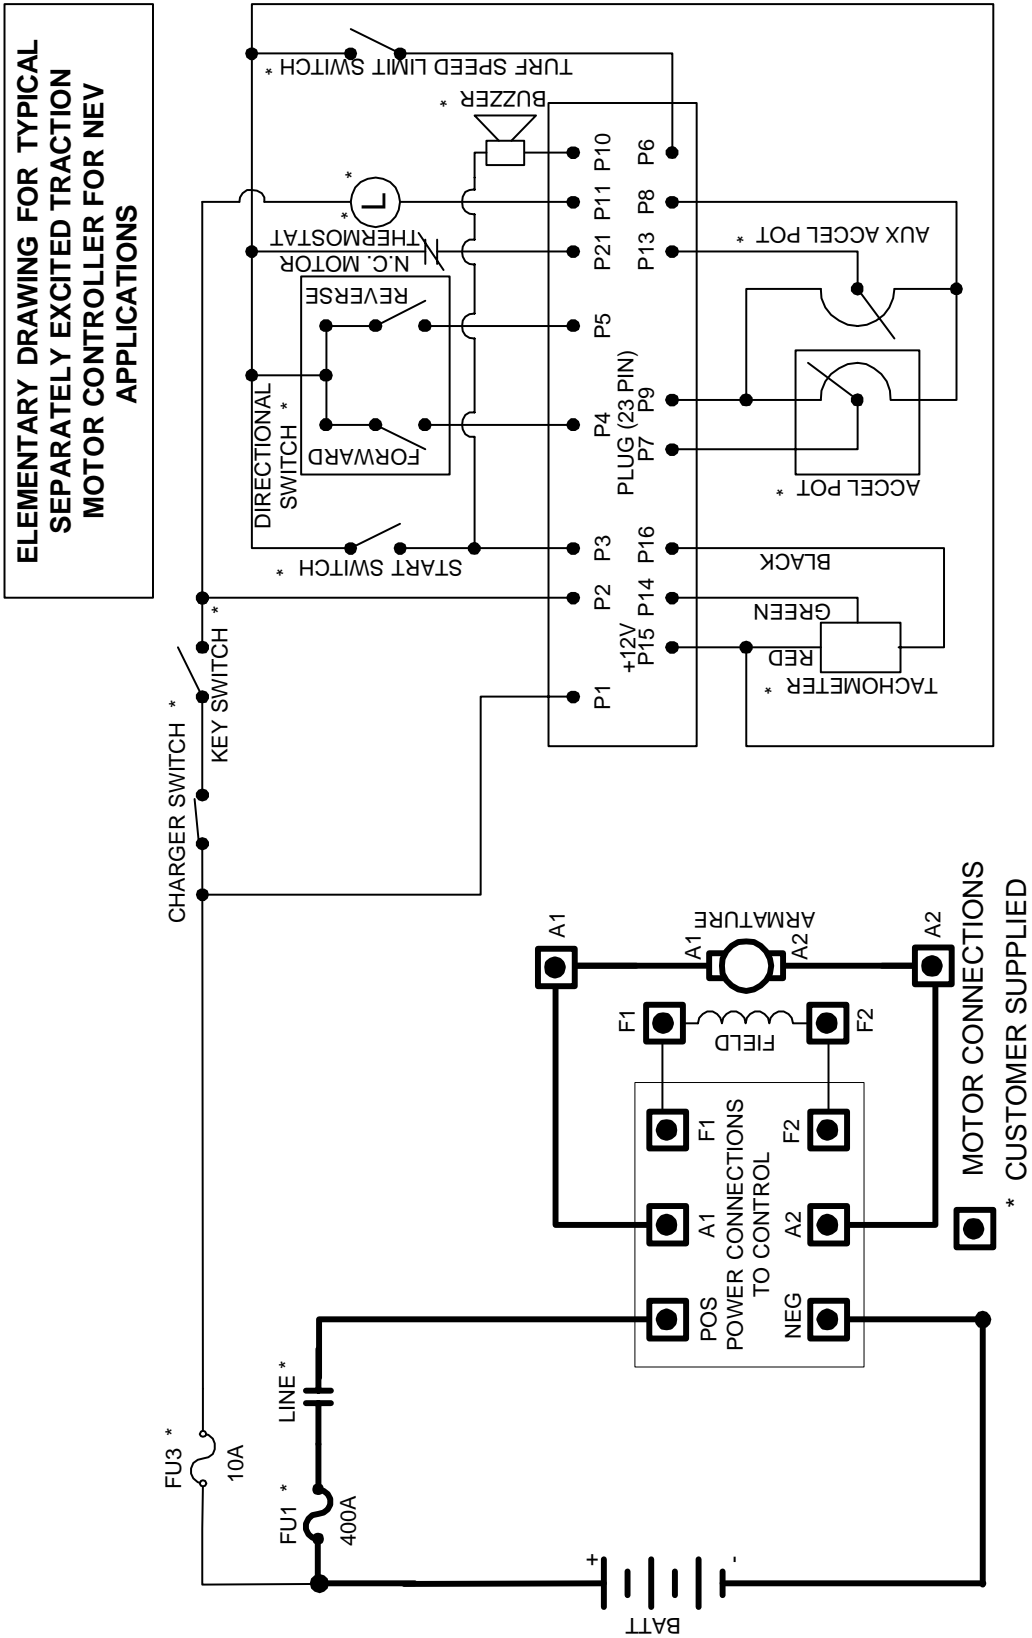 ELEMENTARY DRAWING FOR TYPICAL
SEPARATELY EXCITED TRACTION
MOTOR CONTROLLER FOR NEV
APPLICATIONS
FU3 *
10A
FU1 *
400A
LINE *
BATT
+
-
CHARGER SWITCH *
KEY SWITCH *
START SWITCH *
DIRECTIONAL
SWITCH *
FORWARD
REVERSE
N.C. MOTOR
THERMOSTAT *
L *
BUZZER *
TURF SPEED LIMIT SWITCH *
P1
P2
P3
P4
P5
P21
P11
P10
PLUG (23 PIN)
+12V
P15
P14
P16
P7
P9
P13
P8
P6
RED
GREEN
BLACK
TACHOMETER *
ACCEL POT *
AUX ACCEL POT *
POS
NEG
POWER CONNECTIONS
TO CONTROL
A1
A2
F1
F2
F1
F2
FIELD
A1
A1
A2
ARMATURE
A2
MOTOR CONNECTIONS
* CUSTOMER SUPPLIED